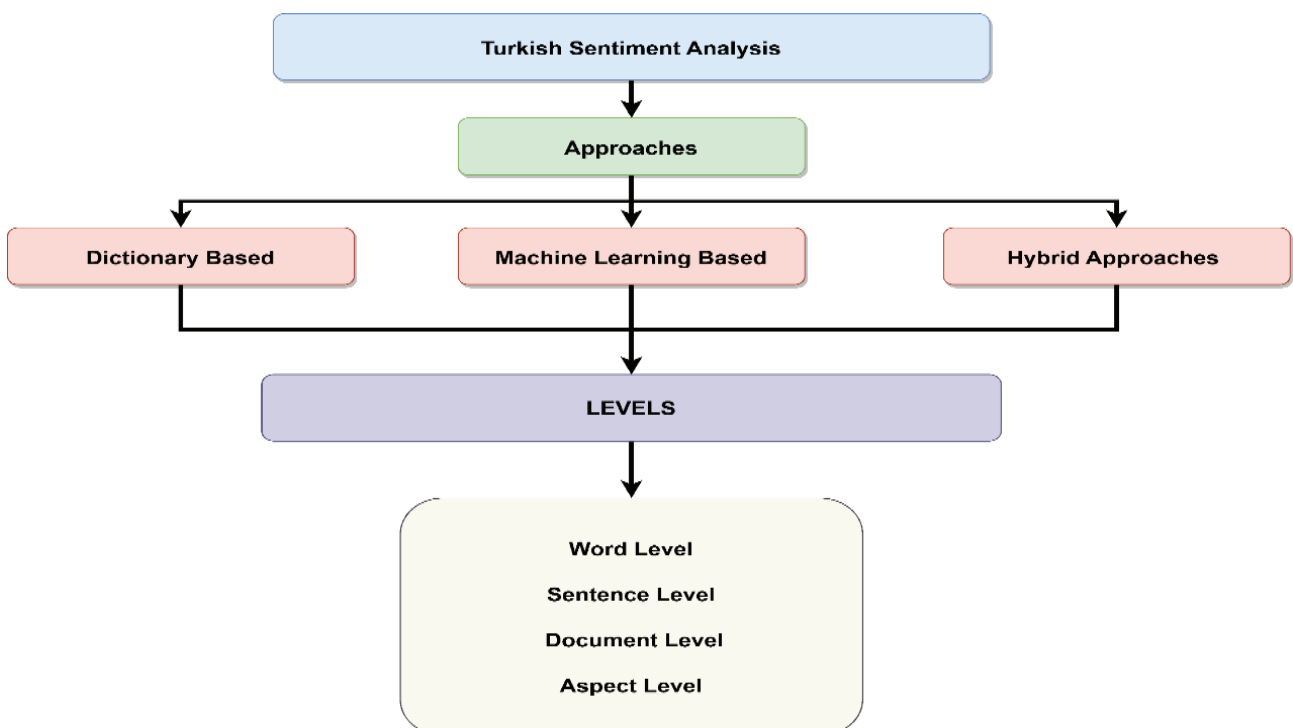 Turkish Sentiment Analysis
Approaches
Dictionary Based
Machine Learning Based
Hybrid Approaches
LEVELS
Word Level
Sentence Level
Document Level
Aspect Level